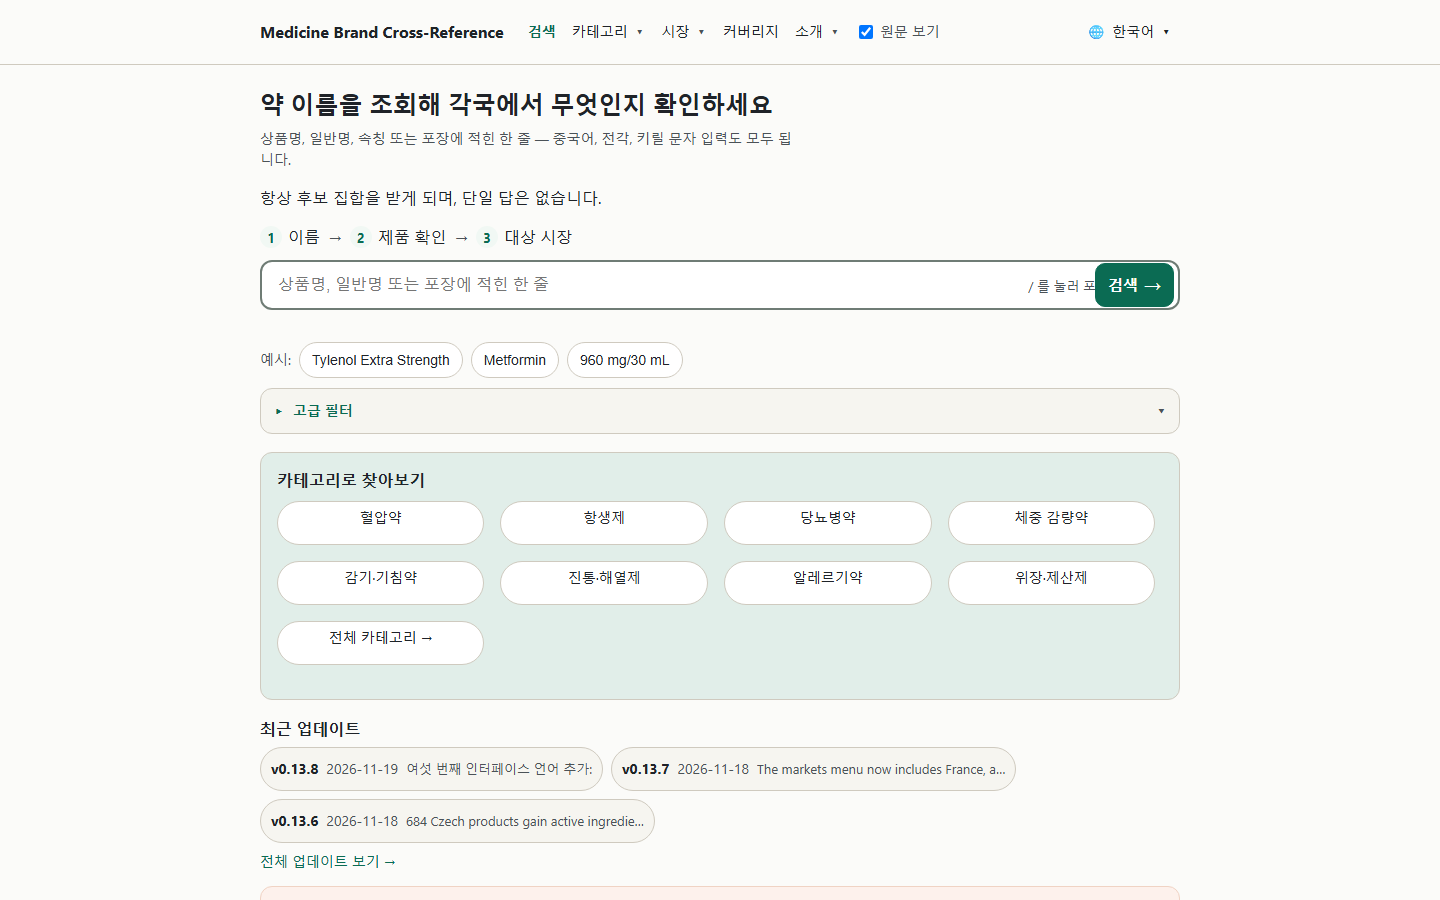 Medicine Brand Cross-Reference 검색 카테고리 ▾ 시장 ▾ 커버리지 소개 ▾ 원문 보기 한국어 ▾
약 이름을 조회해 각국에서 무엇인지 확인하세요
상품명, 일반명, 속칭 또는 포장에 적힌 한 줄 — 중국어, 전각, 키릴 문자 입력도 모두 됩
니다.
항상 후보 집합을 받게 되며, 단일 답은 없습니다.
1 이름 → 2 제품 확인 → 3 대상 시장
상품명, 일반명 또는 포장에 적힌 한 줄 / 를 눌러 포 검색 →
예시: Tylenol Extra Strength Metformin 960 mg/30 mL
▸ 고급 필터 ▾
카테고리로 찾아보기
혈압약 항생제 당뇨병약 체중 감량약
감기·기침약 진통·해열제 알레르기약 위장·제산제
전체 카테고리 →
최근 업데이트
v0.13.8 2026-11-19 여섯 번째 인터페이스 언어 추가:
v0.13.7 2026-11-18 The markets menu now includes France, a...
v0.13.6 2026-11-18 684 Czech products gain active ingredie...
전체 업데이트 보기 →